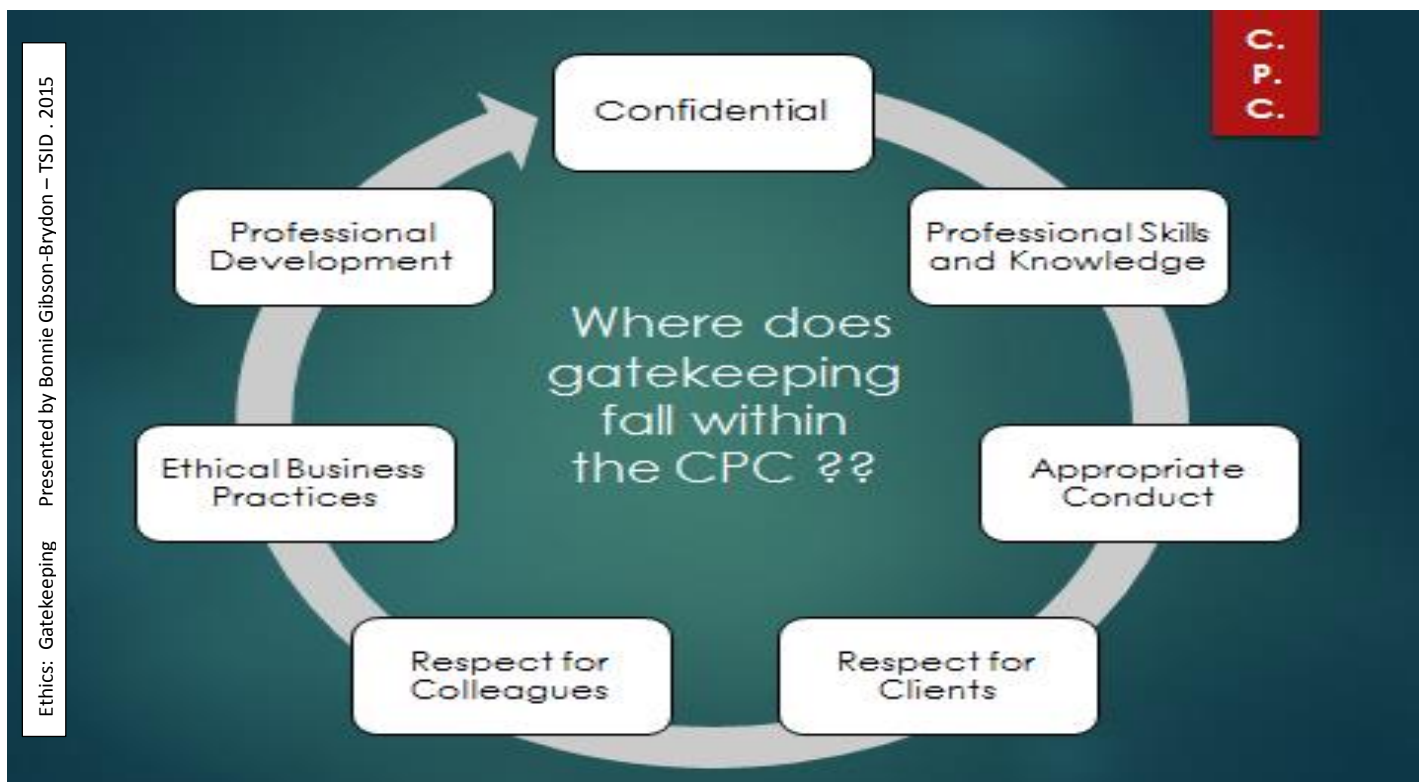 Ethics: Gatekeeping Presented by Bonnie Gibson-Brydon – TSID . 2015
C.
P.
C.
Confidential
Professional Skills
and Knowledge
Appropriate
Conduct
Respect for
Clients
Respect for
Colleagues
Ethical Business
Practices
Professional
Development
Where does
gatekeeping
fall within
the CPC ??